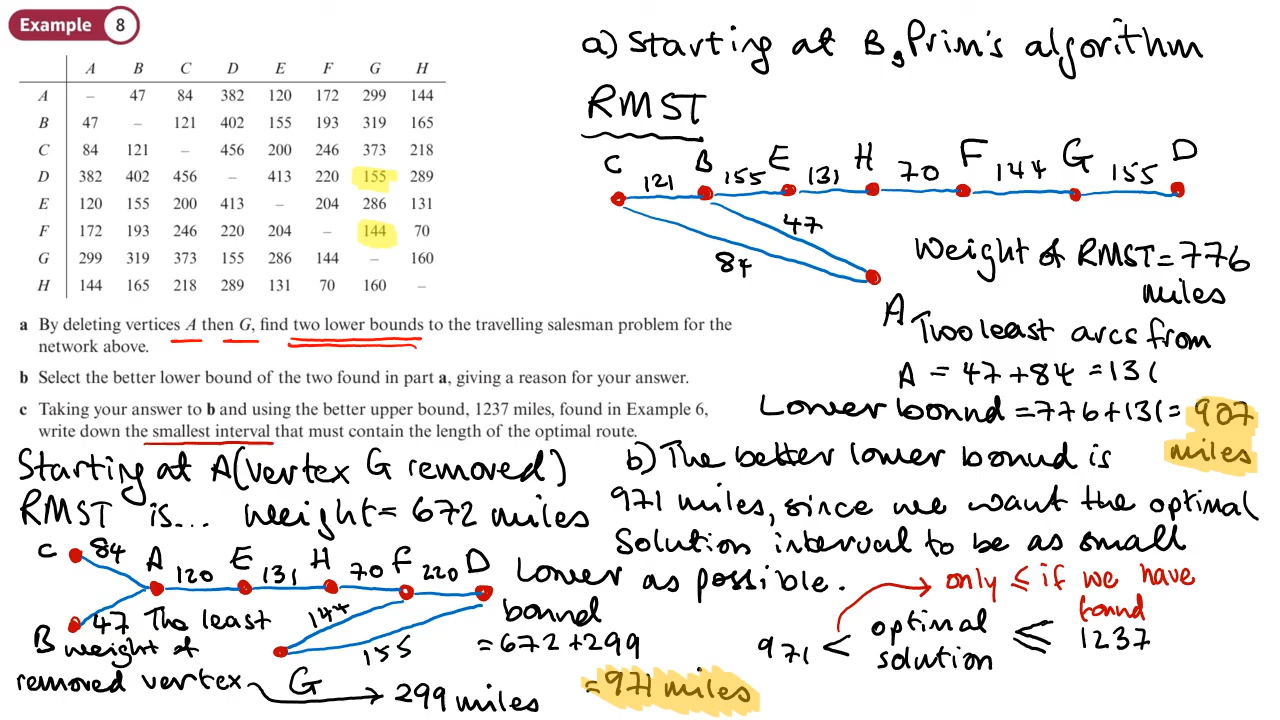 Example 8
A B C D E F G H
A – 47 84 382 120 172 299 144
B 47 – 121 402 155 193 319 165
C 84 121 – 456 200 246 373 218
D 382 402 456 – 413 220 155 289
E 120 155 200 413 – 204 286 131
F 172 193 246 220 204 – 144 70
G 299 319 373 155 286 144 – 160
H 144 165 218 289 131 70 160 –
a By deleting vertices A then G, find two lower bounds to the travelling salesman problem for the
network above.
b Select the better lower bound of the two found in part a, giving a reason for your answer.
c Taking your answer to b and using the better upper bound, 1237 miles, found in Example 6,
write down the smallest interval that must contain the length of the optimal route.
a) Starting at B, Prim's algorithm
RMST
C 121 B 155 E 131 H 70 F 144 G 155 D
47
84
A
Weight of RMST = 776
miles
Two least arcs from
A = 47 + 84 = 131
Lower bound = 776 + 131 = 907
miles
Starting at A (vertex G removed)
RMST is... weight = 672 miles
C 84 A 120 E 131 H 70 F 220 D
B 47
144
155
G
The least
weight of
removed vertex → 299 miles
Lower
bound
= 672 + 299
= 971 miles
b) The better lower bound is
971 miles, since we want the optimal
solution interval to be as small
as possible.
only ≤ if we have
found
971 < optimal solution ≤ 1237